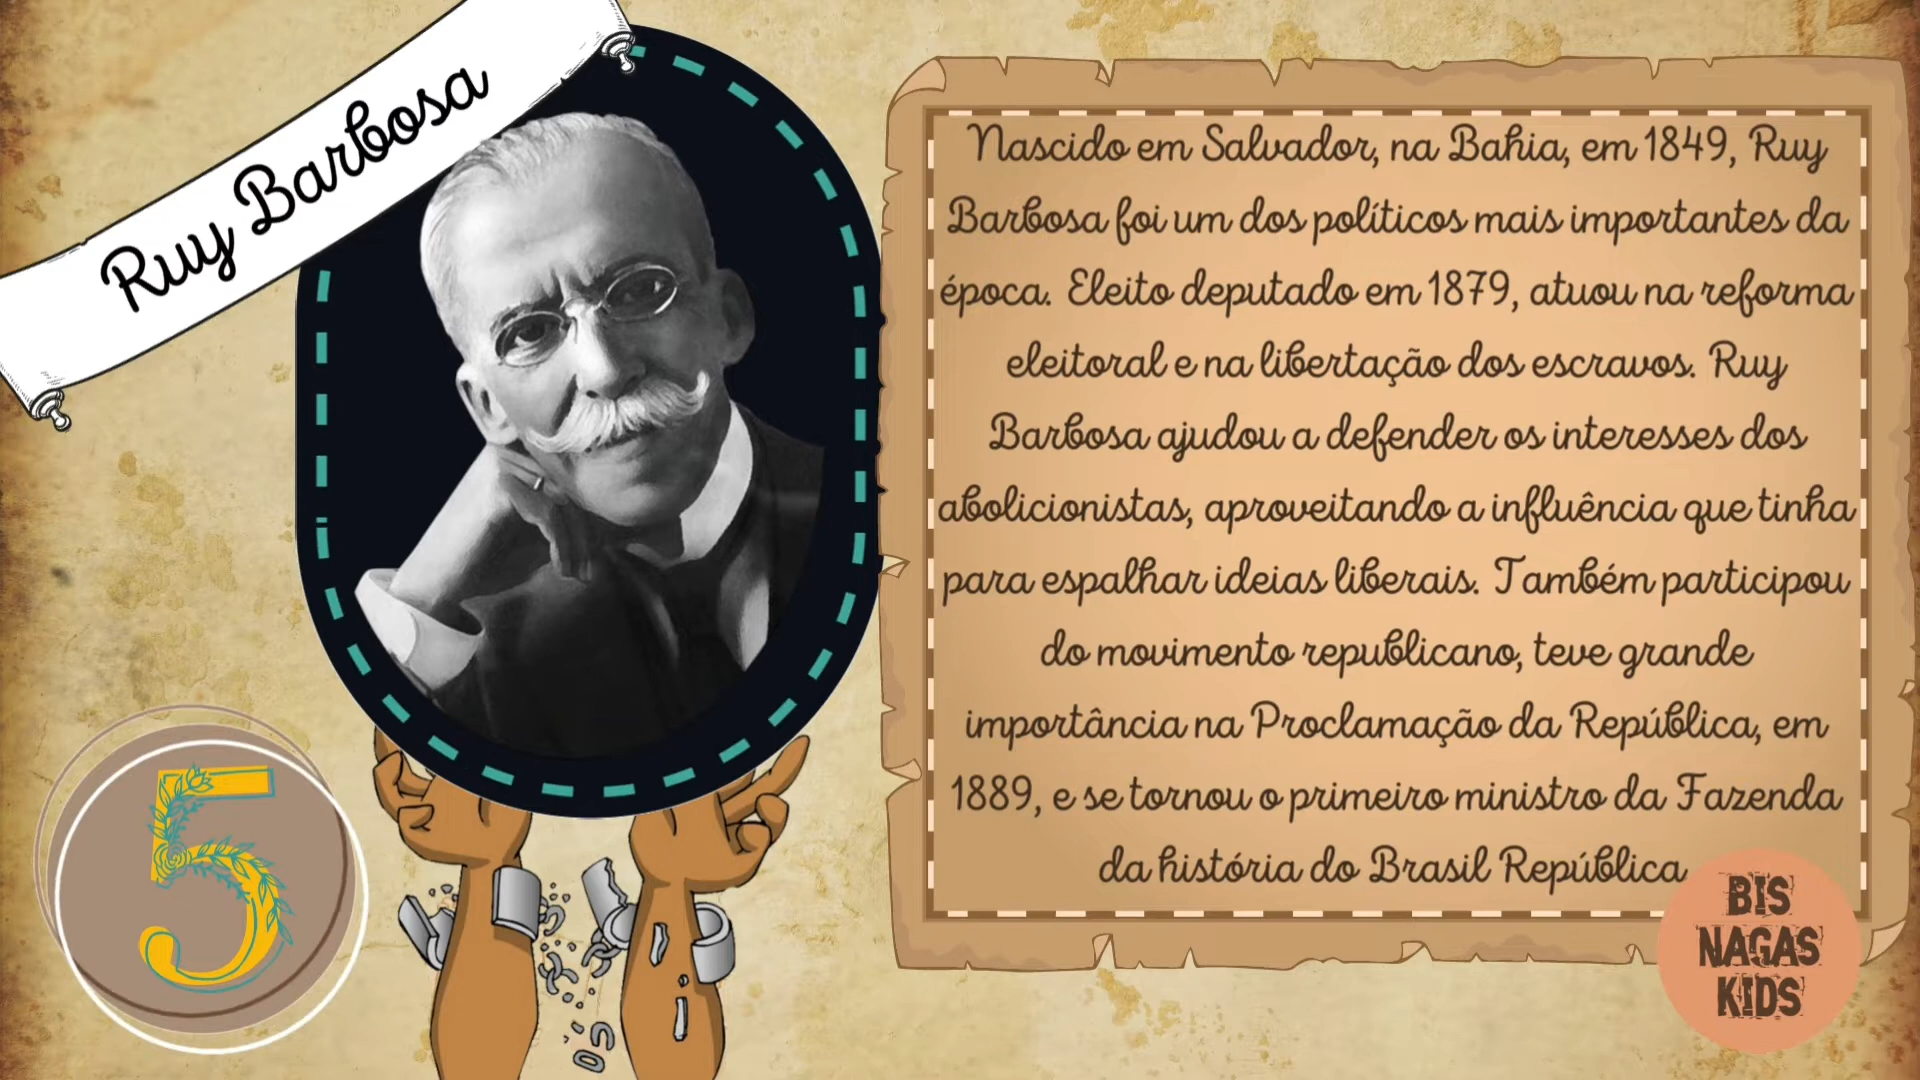 Ruy Barbosa
Nascido em Salvador, na Bahia, em 1849, Ruy
Barbosa foi um dos políticos mais importantes da
época. Eleito deputado em 1879, atuou na reforma
eleitoral e na libertação dos escravos. Ruy
Barbosa ajudou a defender os interesses dos
abolicionistas, aproveitando a influência que tinha
para espalhar ideias liberais. Também participou
do movimento republicano, teve grande
importância na Proclamação da República, em
1889, e se tornou o primeiro ministro da Fazenda
da história do Brasil República
5
BIS
NAGAS
KIDS